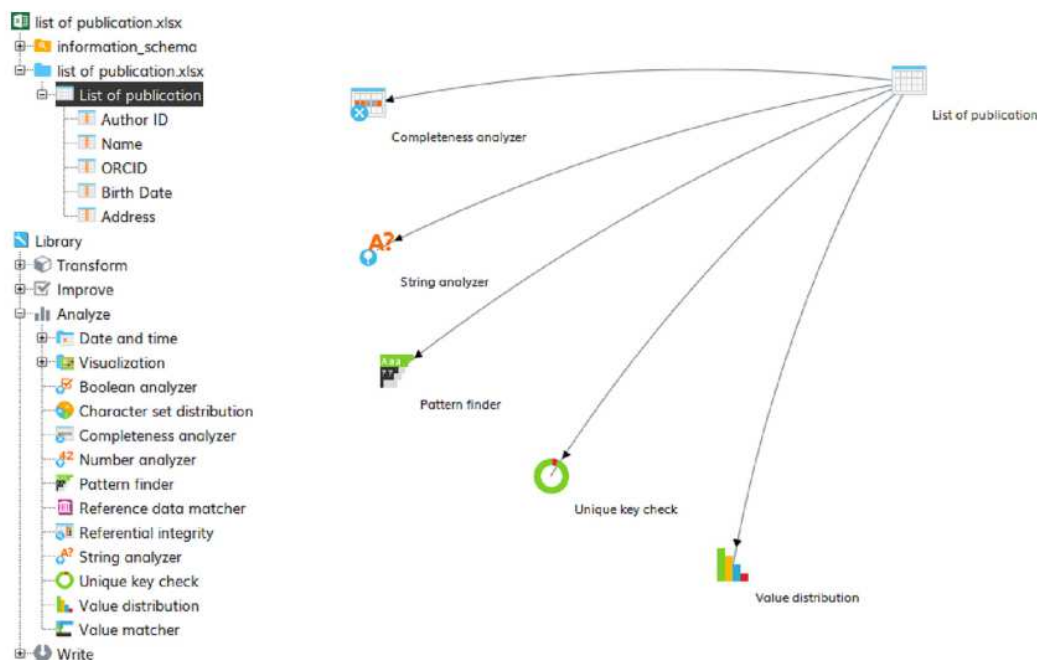 list of publication.xlsx
information_schema
list of publication.xlsx
List of publication
Author ID
Name
ORCID
Birth Date
Address
Library
Transform
Improve
Analyze
Date and time
Visualization
Boolean analyzer
Character set distribution
Completeness analyzer
Number analyzer
Pattern finder
Reference data matcher
Referential integrity
String analyzer
Unique key check
Value distribution
Value matcher
Write
List of publication
Completeness analyzer
A?
String analyzer
Pattern finder
Unique key check
Value distribution